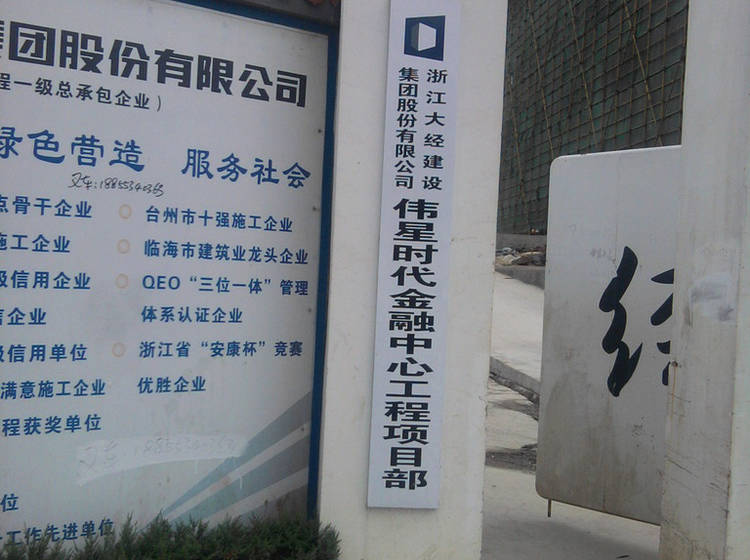 集团股份有限公司
程一级总承包企业）
绿色营造 服务社会
点骨干企业
台州市十强施工企业
施工企业
临海市建筑业龙头企业
级信用企业
QEO“三位一体”管理
体系认证企业
信企业
级信用单位
浙江省“安康杯”竞赛
优胜企业
满意施工企业
程获奖单位
位
工作先进单位
浙江大经建设
集团股份有限公司
伟星时代金融中心工程项目部